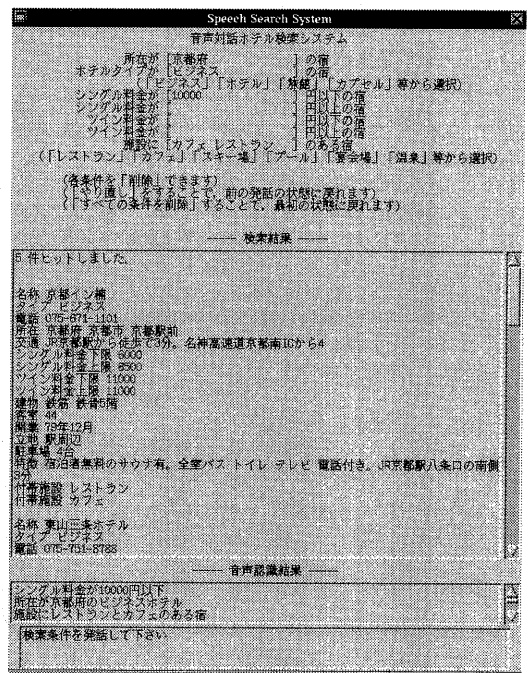 Speech Search System
音声対話ホテル検索システム
所在が [京都府 ] の宿
ホテルタイプが [ビジネス ] の宿
(「ビジネス」「ホテル」「旅館」「カプセル」等から選択)
シングル料金が [10000 ] 円以下の宿
シングル料金が [ ] 円以上の宿
ツイン料金が [ ] 円以下の宿
ツイン料金が [ ] 円以上の宿
施設に [カフェ レストラン ] のある宿
(「レストラン」「カフェ」「スキー場」「プール」「宴会場」「温泉」等から選択)
(各条件を「削除」できます)
(「やり直し」をすることで、前の発話の状態に戻れます)
(「すべての条件を削除」することで、最初の状態に戻れます)
----- 検索結果 -----
5 件ヒットしました。
名称 京都イン
タイプ ビジネス
電話 075-671-1101
所在 京都府 京都市 京都駅前
交通 JR京都駅から徒歩で3分。名神高速道京都南ICから4
シングル料金下限 6000
シングル料金上限 8500
ツイン料金下限 11000
ツイン料金上限 11000
建物 鉄筋 鉄骨5階
客室 44
開業 79年12月
立地 駅周辺
駐車場 4台
特徴 宿泊者無料のサウナ有。全室バス トイレ テレビ 電話付き。JR京都駅八条口の南側
3分
付帯施設 レストラン
付帯施設 カフェ
名称 東山三条ホテル
タイプ ビジネス
電話 075-751-8788
----- 音声認識結果 -----
シングル料金が10000円以下
所在が京都府のビジネスホテル
施設にレストランとカフェのある宿
検索条件を発話して下さい